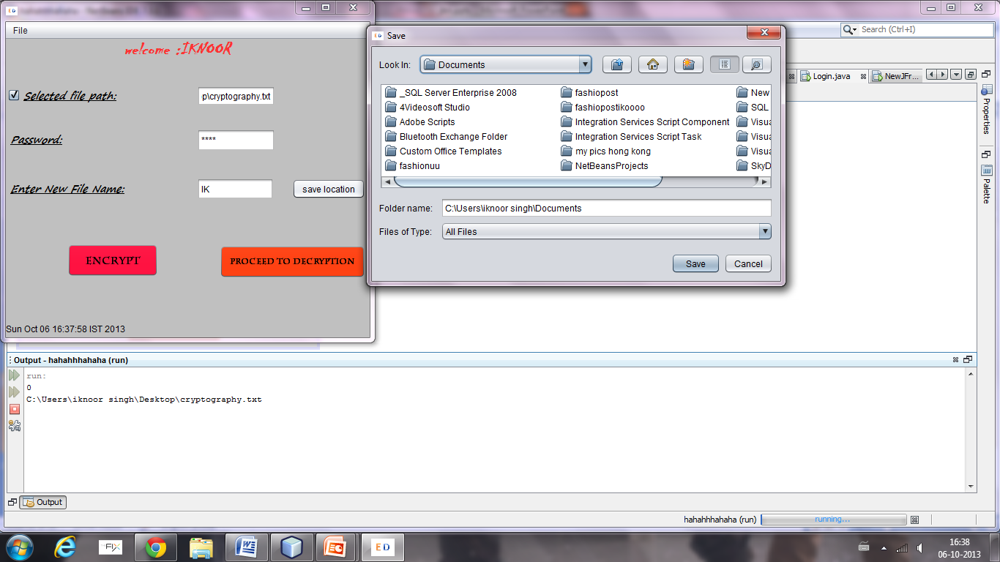 hahahhhahaha - NetBeans
File
welcome :IKNOOR
Selected file path:
p\cryptography.txt
Password:
****
Enter New File Name:
IK
save location
ENCRYPT
PROCEED TO DECRYPTION
Sun Oct 06 16:37:58 IST 2013
ED
Save
Look In:
Documents
_SQL Server Enterprise 2008
4Videosoft Studio
Adobe Scripts
Bluetooth Exchange Folder
Custom Office Templates
fashionuu
fashiopost
fashiopostikoooo
Integration Services Script Component
Integration Services Script Task
my pics hong kong
NetBeansProjects
New
SQL
Visua
Visua
Visua
SkyD
Folder name:
C:\Users\iknoor singh\Documents
Files of Type:
All Files
Save
Cancel
Search (Ctrl+I)
Login.java
NewJFr...
Properties
Palette
Output - hahahhhahaha (run)
run:
0
C:\Users\iknoor singh\Desktop\cryptography.txt
Output
hahahhhahaha (run)
running...
FIX
E D
16:38
06-10-2013